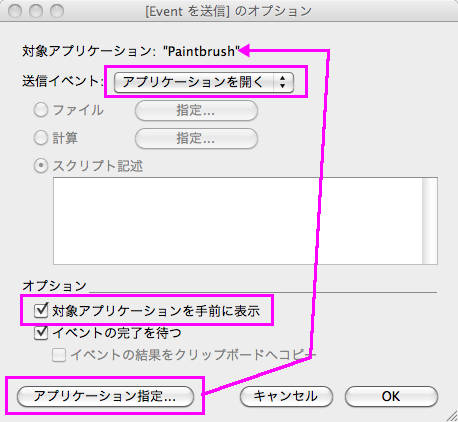 [Event を送信] のオプション
対象アプリケーション: "Paintbrush"
送信イベント: アプリケーションを開く
ファイル 指定...
計算 指定...
スクリプト記述
オプション
対象アプリケーションを手前に表示
イベントの完了を待つ
イベントの結果をクリップボードへコピー
アプリケーション指定... キャンセル OK